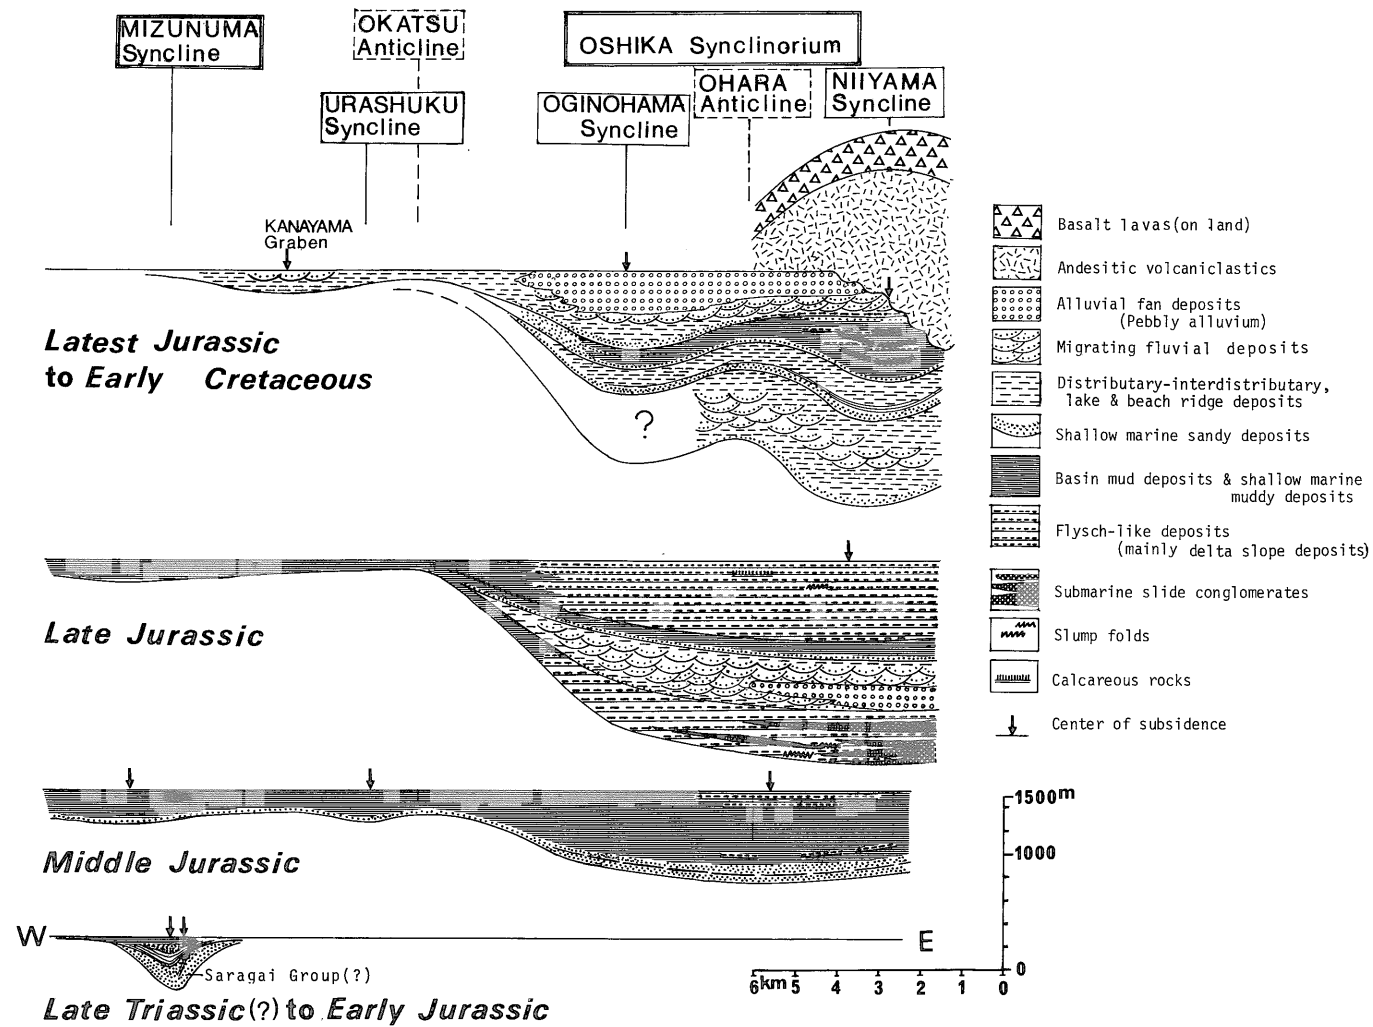 MIZUNUMA
Syncline
OKATSU
Anticline
OSHIKA Synclinorium
URASHUKU
Syncline
OGINOHAMA
Syncline
OHARA
Anticline
NIIYAMA
Syncline
KANAYAMA
Graben
Latest Jurassic
to Early Cretaceous
?
Late Jurassic
Middle Jurassic
W
E
Saragai Group(?)
Late Triassic(?) to Early Jurassic
Basalt lavas(on land)
Andesitic volcaniclastics
Alluvial fan deposits
(Pebbly alluvium)
Migrating fluvial deposits
Distributary-interdistributary,
lake & beach ridge deposits
Shallow marine sandy deposits
Basin mud deposits & shallow marine
muddy deposits
Flysch-like deposits
(mainly delta slope deposits)
Submarine slide conglomerates
Slump folds
Calcareous rocks
Center of subsidence
1500m
1000
0
6km 5 4 3 2 1 0